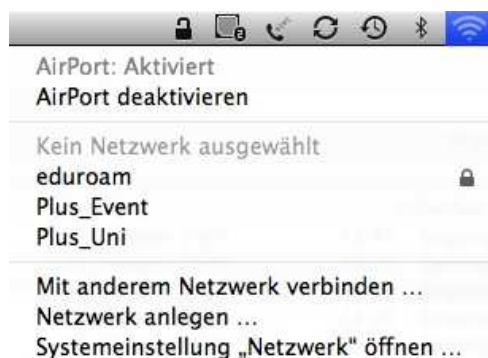 AirPort: Aktiviert
AirPort deaktivieren
Kein Netzwerk ausgewählt
eduroam
Plus_Event
Plus_Uni
Mit anderem Netzwerk verbinden ...
Netzwerk anlegen ...
Systemeinstellung „Netzwerk“ öffnen ...